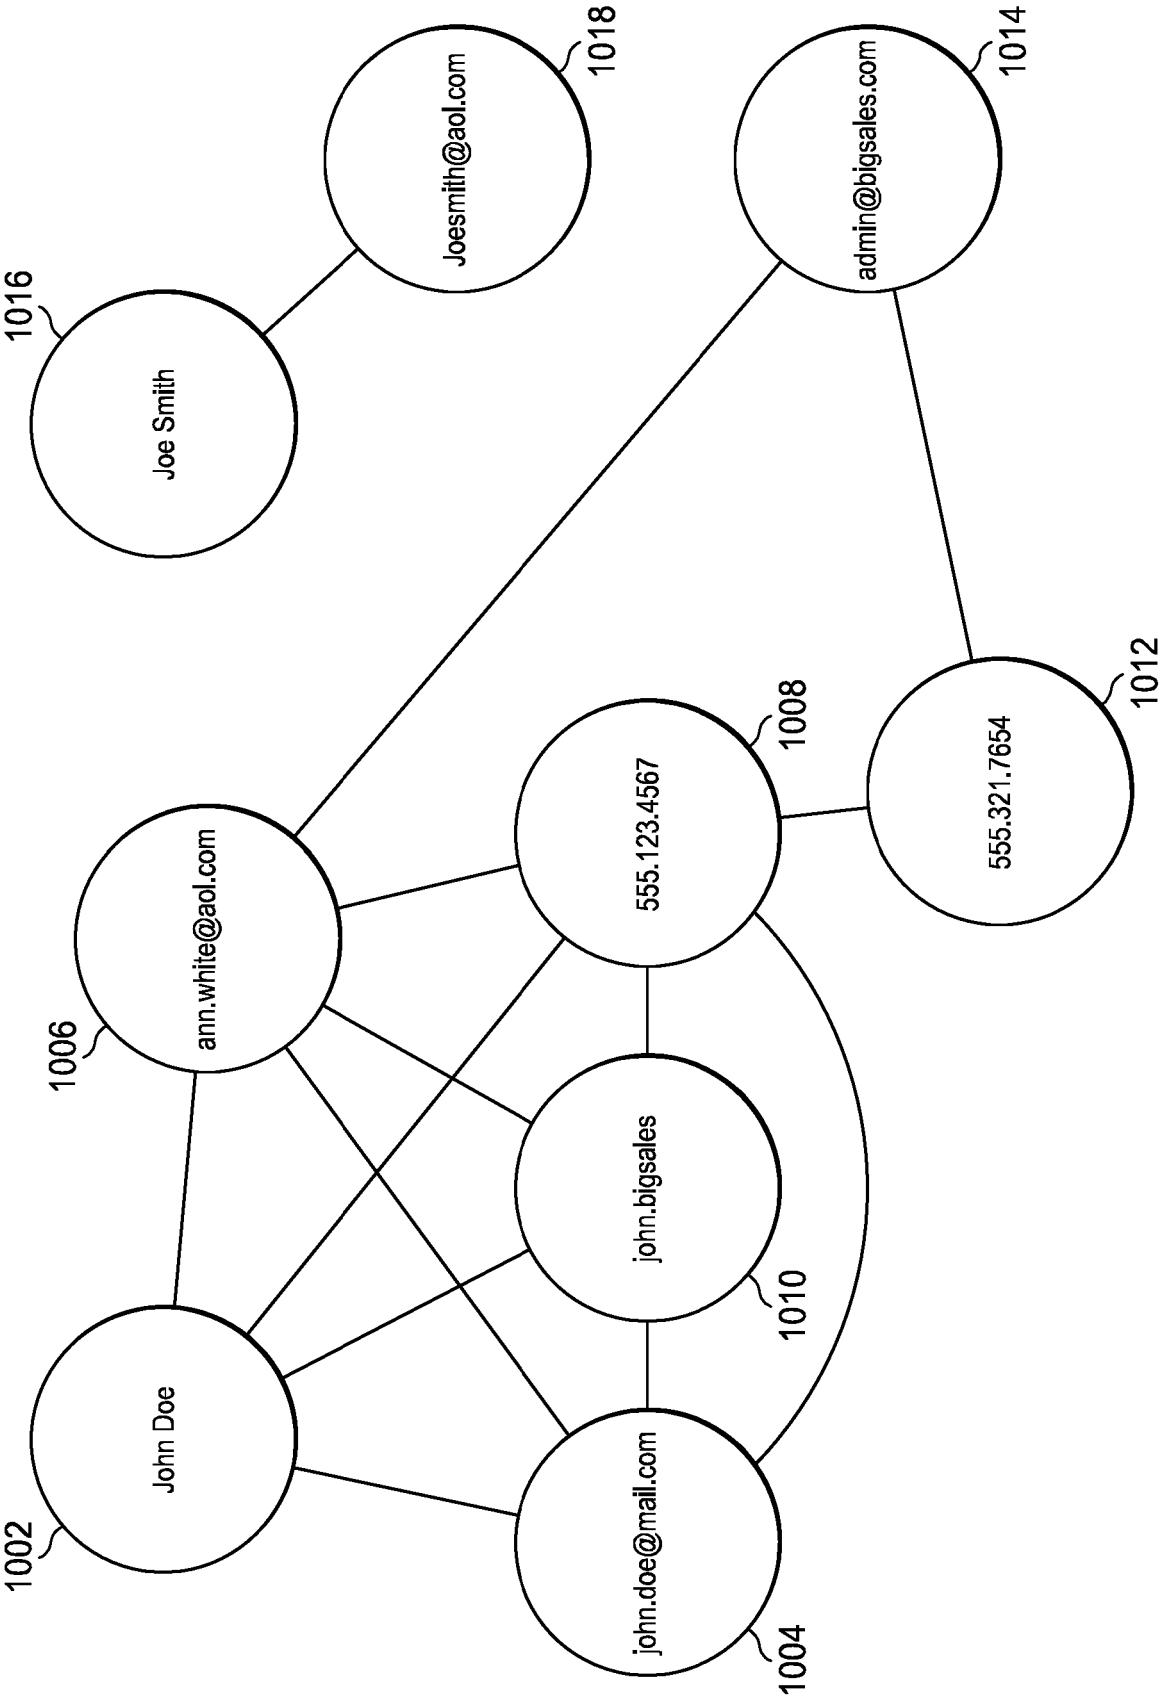 1002
John Doe
1006
ann.white@aol.com
1016
Joe Smith
1018
Joesmith@aol.com
1004
john.doe@mail.com
1010
john.bigsales
1008
555.123.4567
1012
555.321.7654
1014
admin@bigsales.com